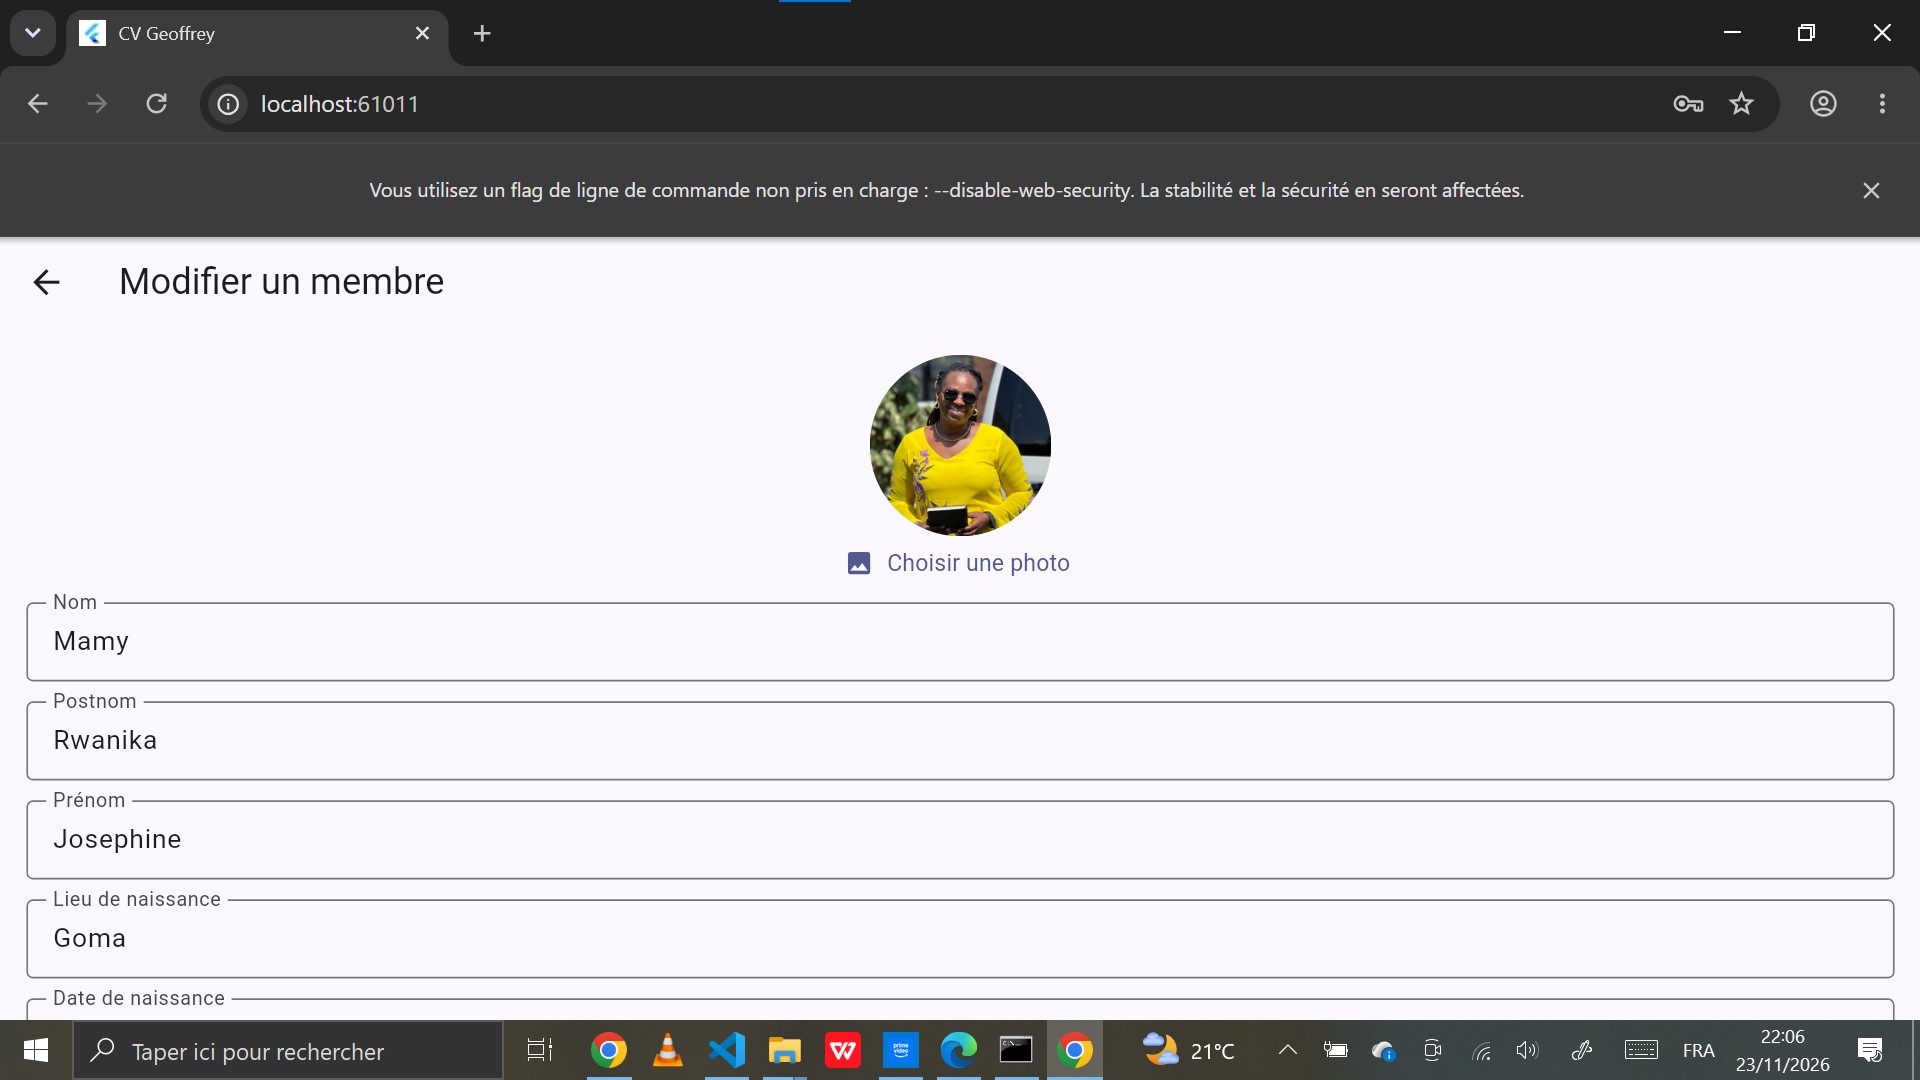 CV Geoffrey
localhost:61011
Vous utilisez un flag de ligne de commande non pris en charge : --disable-web-security. La stabilité et la sécurité en seront affectées.
Modifier un membre
Choisir une photo
Nom
Mamy
Postnom
Rwanika
Prénom
Josephine
Lieu de naissance
Goma
Date de naissance
Taper ici pour rechercher
prime video
21°C
FRA
22:06
23/11/2026